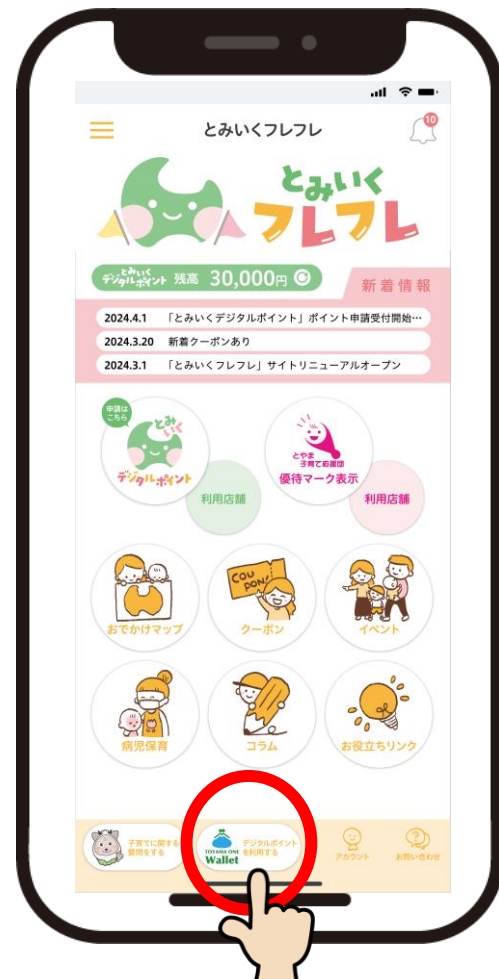 とみいくフレフレ
10
とみいく
フレフレ
とみいく
デジタルポイント 残高 30,000円
新着情報
2024.4.1 「とみいくデジタルポイント」ポイント申請受付開始…
2024.3.20 新着クーポンあり
2024.3.1 「とみいくフレフレ」サイトリニューアルオープン
申請は
こちら
とみいく
デジタルポイント
利用店舗
とやま
子育て応援団
優待マーク表示
利用店舗
COU
PON!
おでかけマップ
クーポン
イベント
病児保育
コラム
お役立ちリンク
子育てに関する
質問をする
TOYAMA ONE
Wallet
デジタルポイント
を利用する
アカウント
お問い合わせ